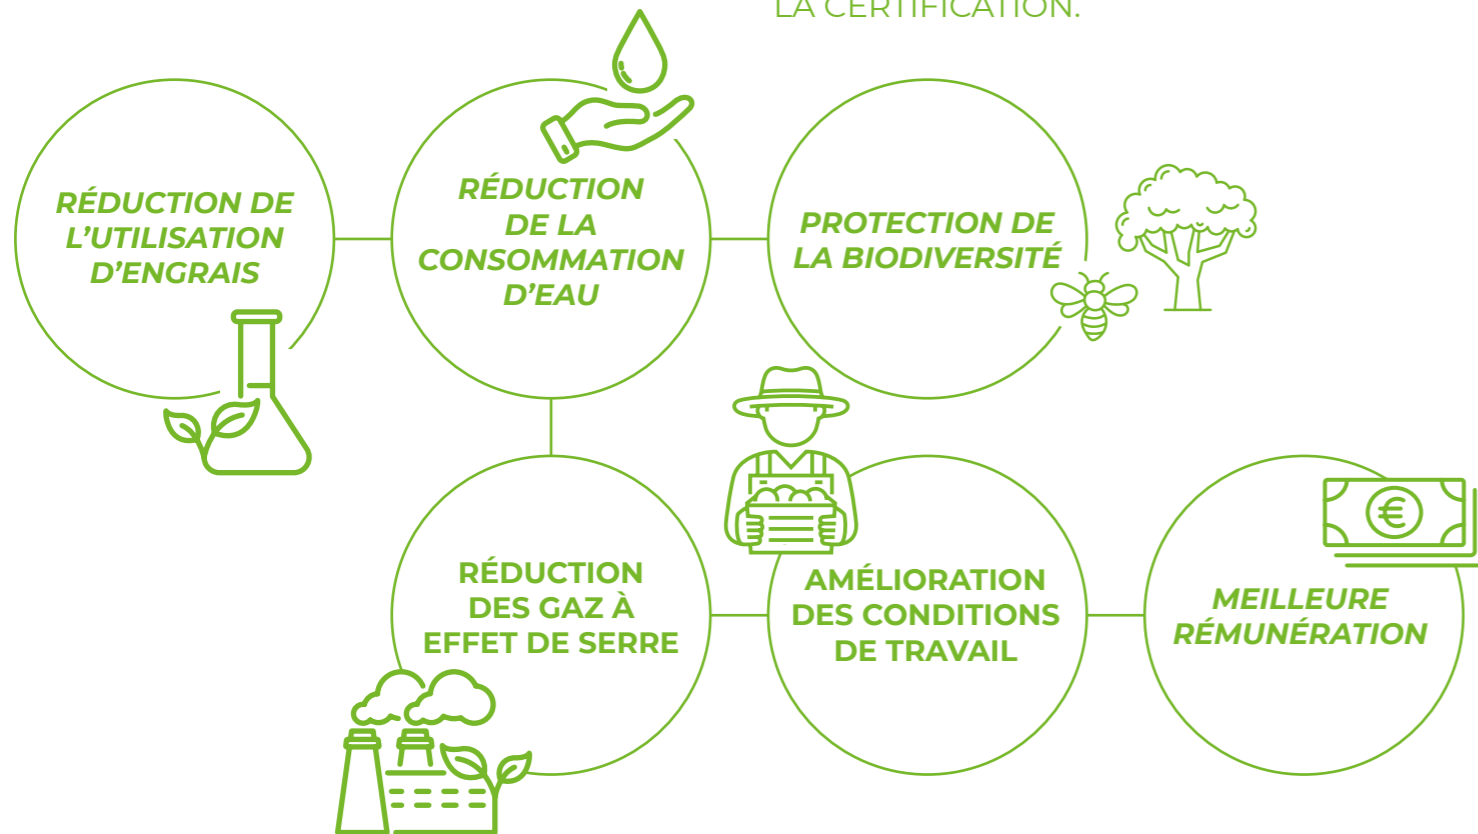 LA CERTIFICATION.
RÉDUCTION DE
L’UTILISATION
D’ENGRAIS
RÉDUCTION
DE LA
CONSOMMATION
D’EAU
PROTECTION DE
LA BIODIVERSITÉ
RÉDUCTION
DES GAZ À
EFFET DE SERRE
AMÉLIORATION
DES CONDITIONS
DE TRAVAIL
€
MEILLEURE
RÉMUNÉRATION